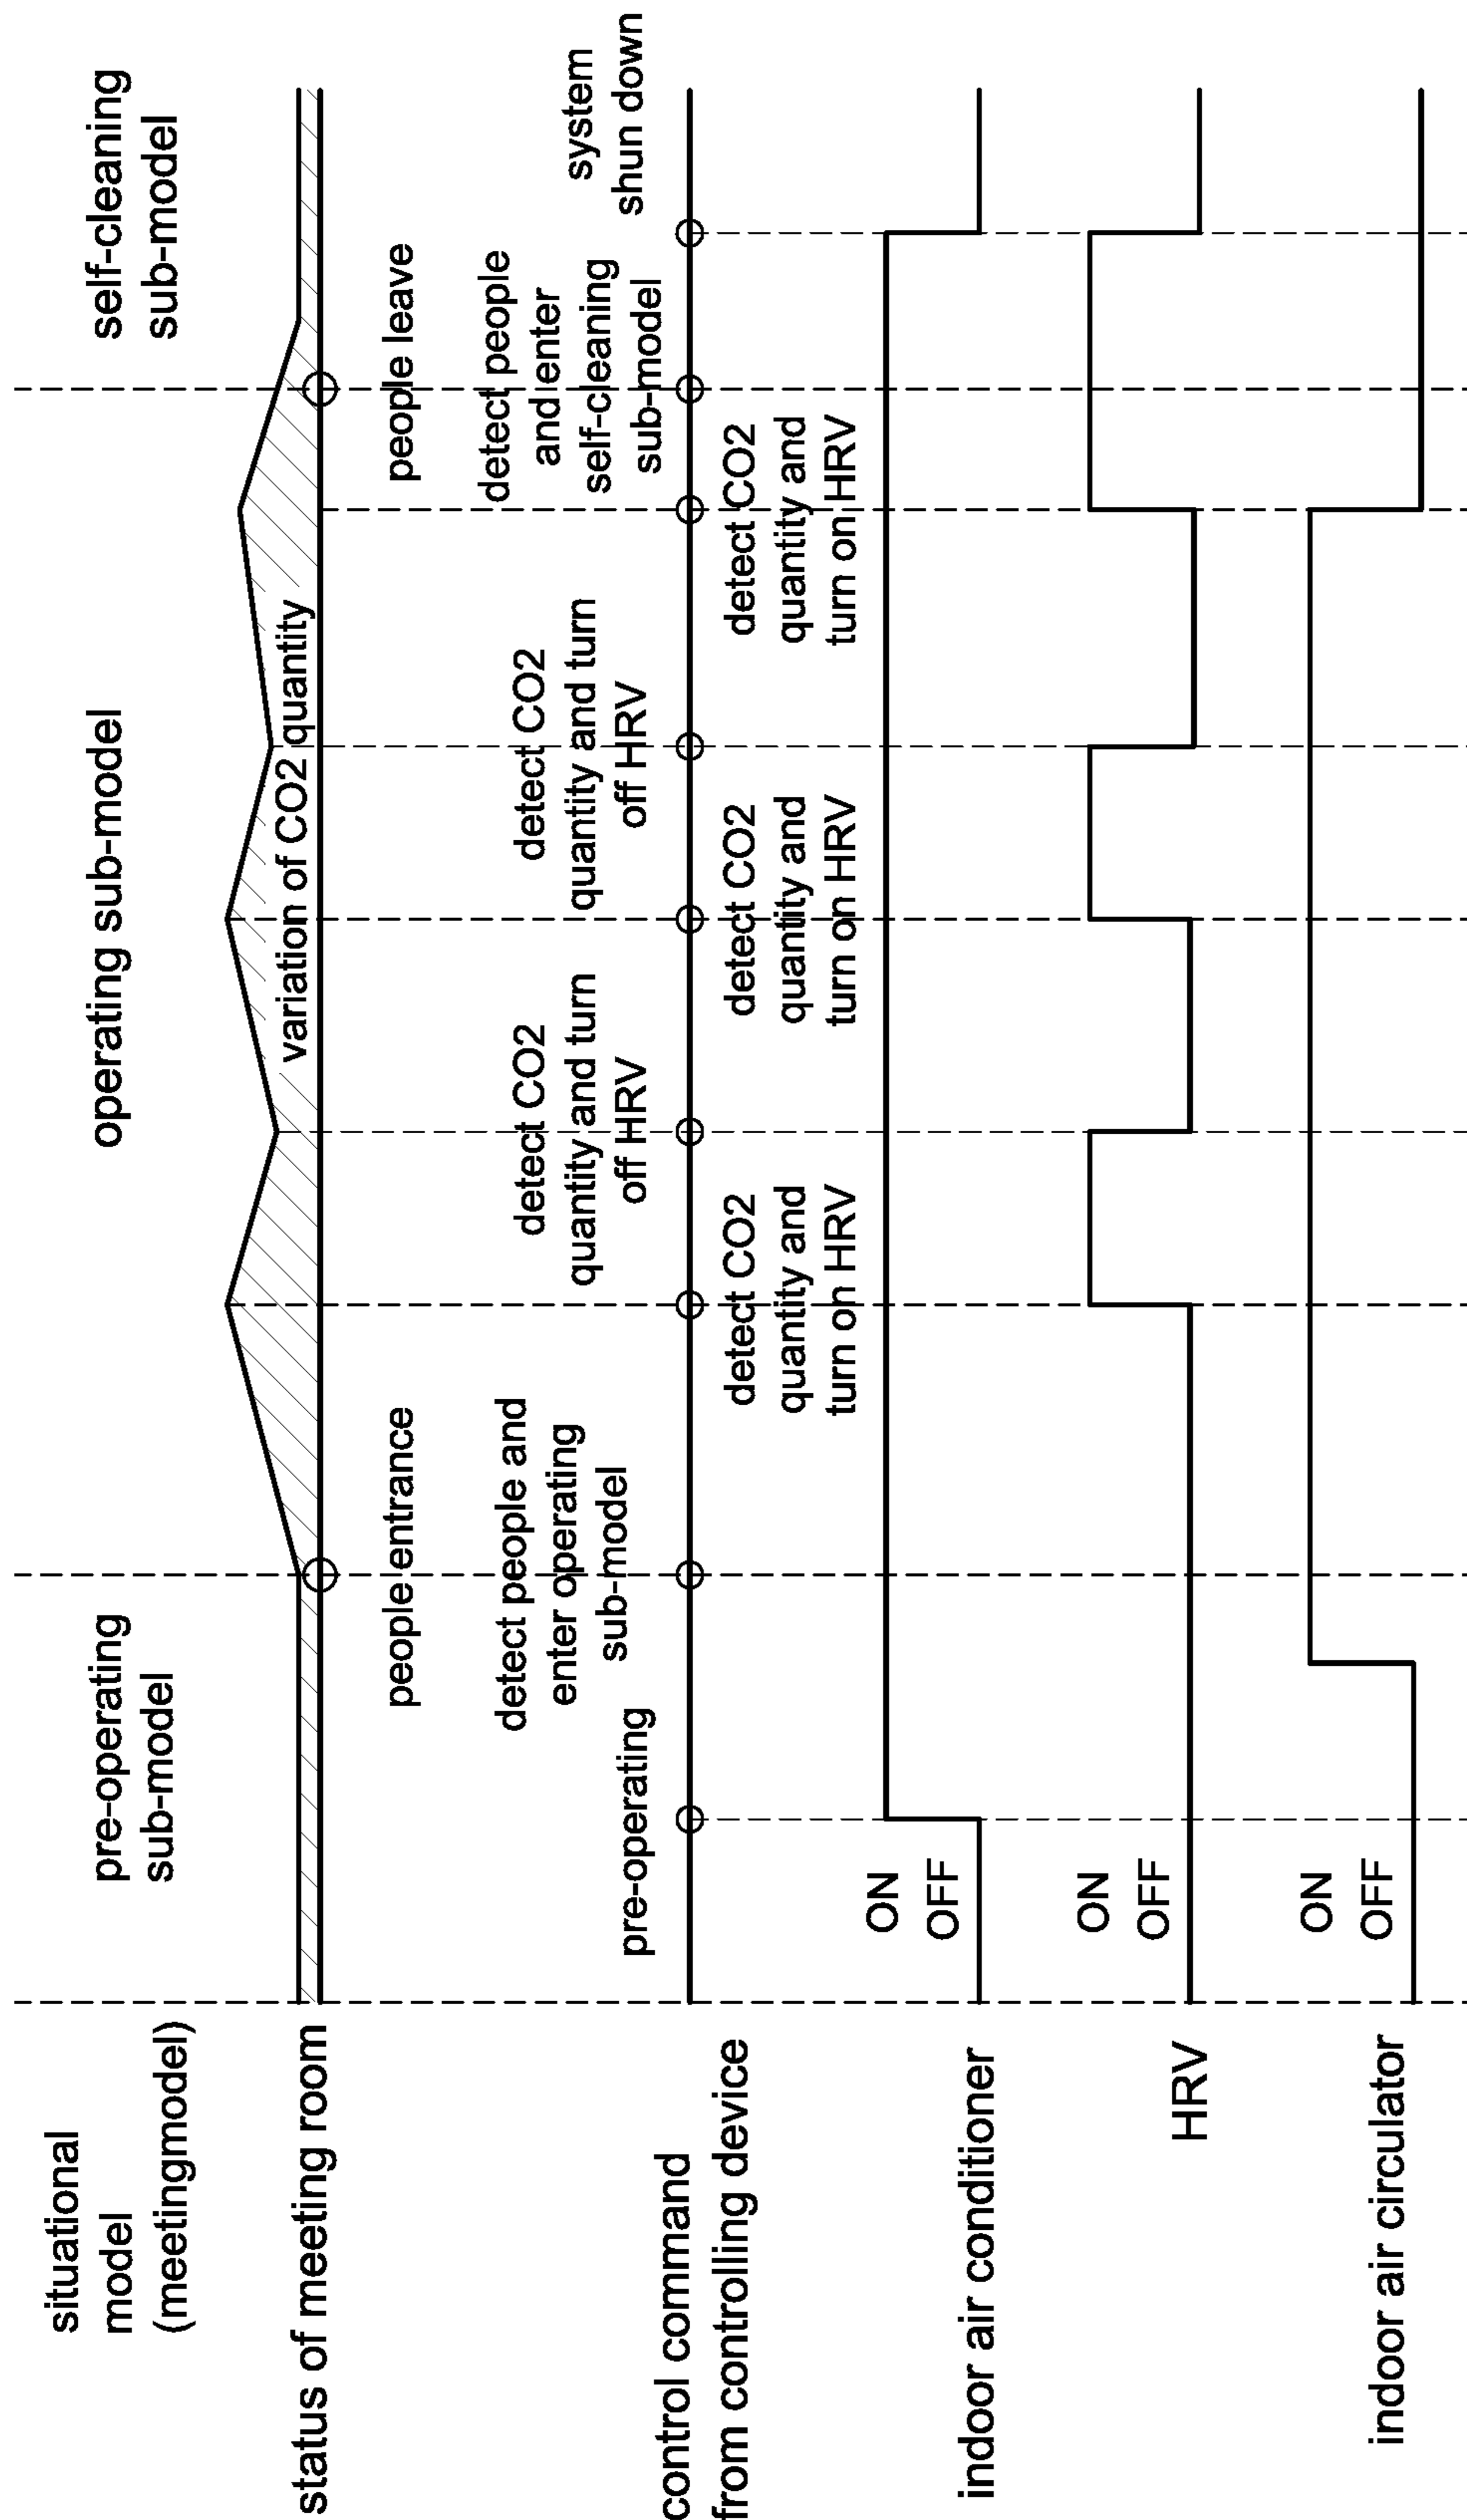 situational
model
(meetingmodel)
pre-operating
sub-model
operating sub-model
self-cleaning
sub-model
status of meeting room
variation of CO2 quantity
people entrance
people leave
control command
from controlling device
pre-operating
detect people and
enter operating
sub-model
detect CO2
quantity and turn
off HRV
detect CO2
quantity and turn
off HRV
detect people
and enter
self-cleaning
sub-model
system
shun down
detect CO2
quantity and
turn on HRV
detect CO2
quantity and
turn on HRV
detect CO2
quantity and
turn on HRV
indoor air conditioner
ON
OFF
HRV
ON
OFF
indoor air circulator
ON
OFF